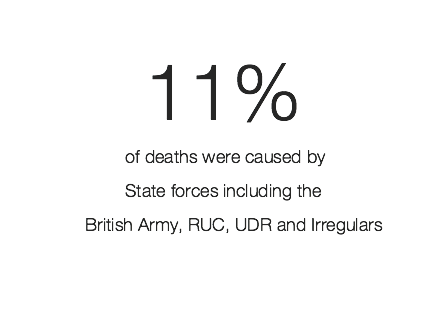 11%
of deaths were caused by
State forces including the
British Army, RUC, UDR and Irregulars